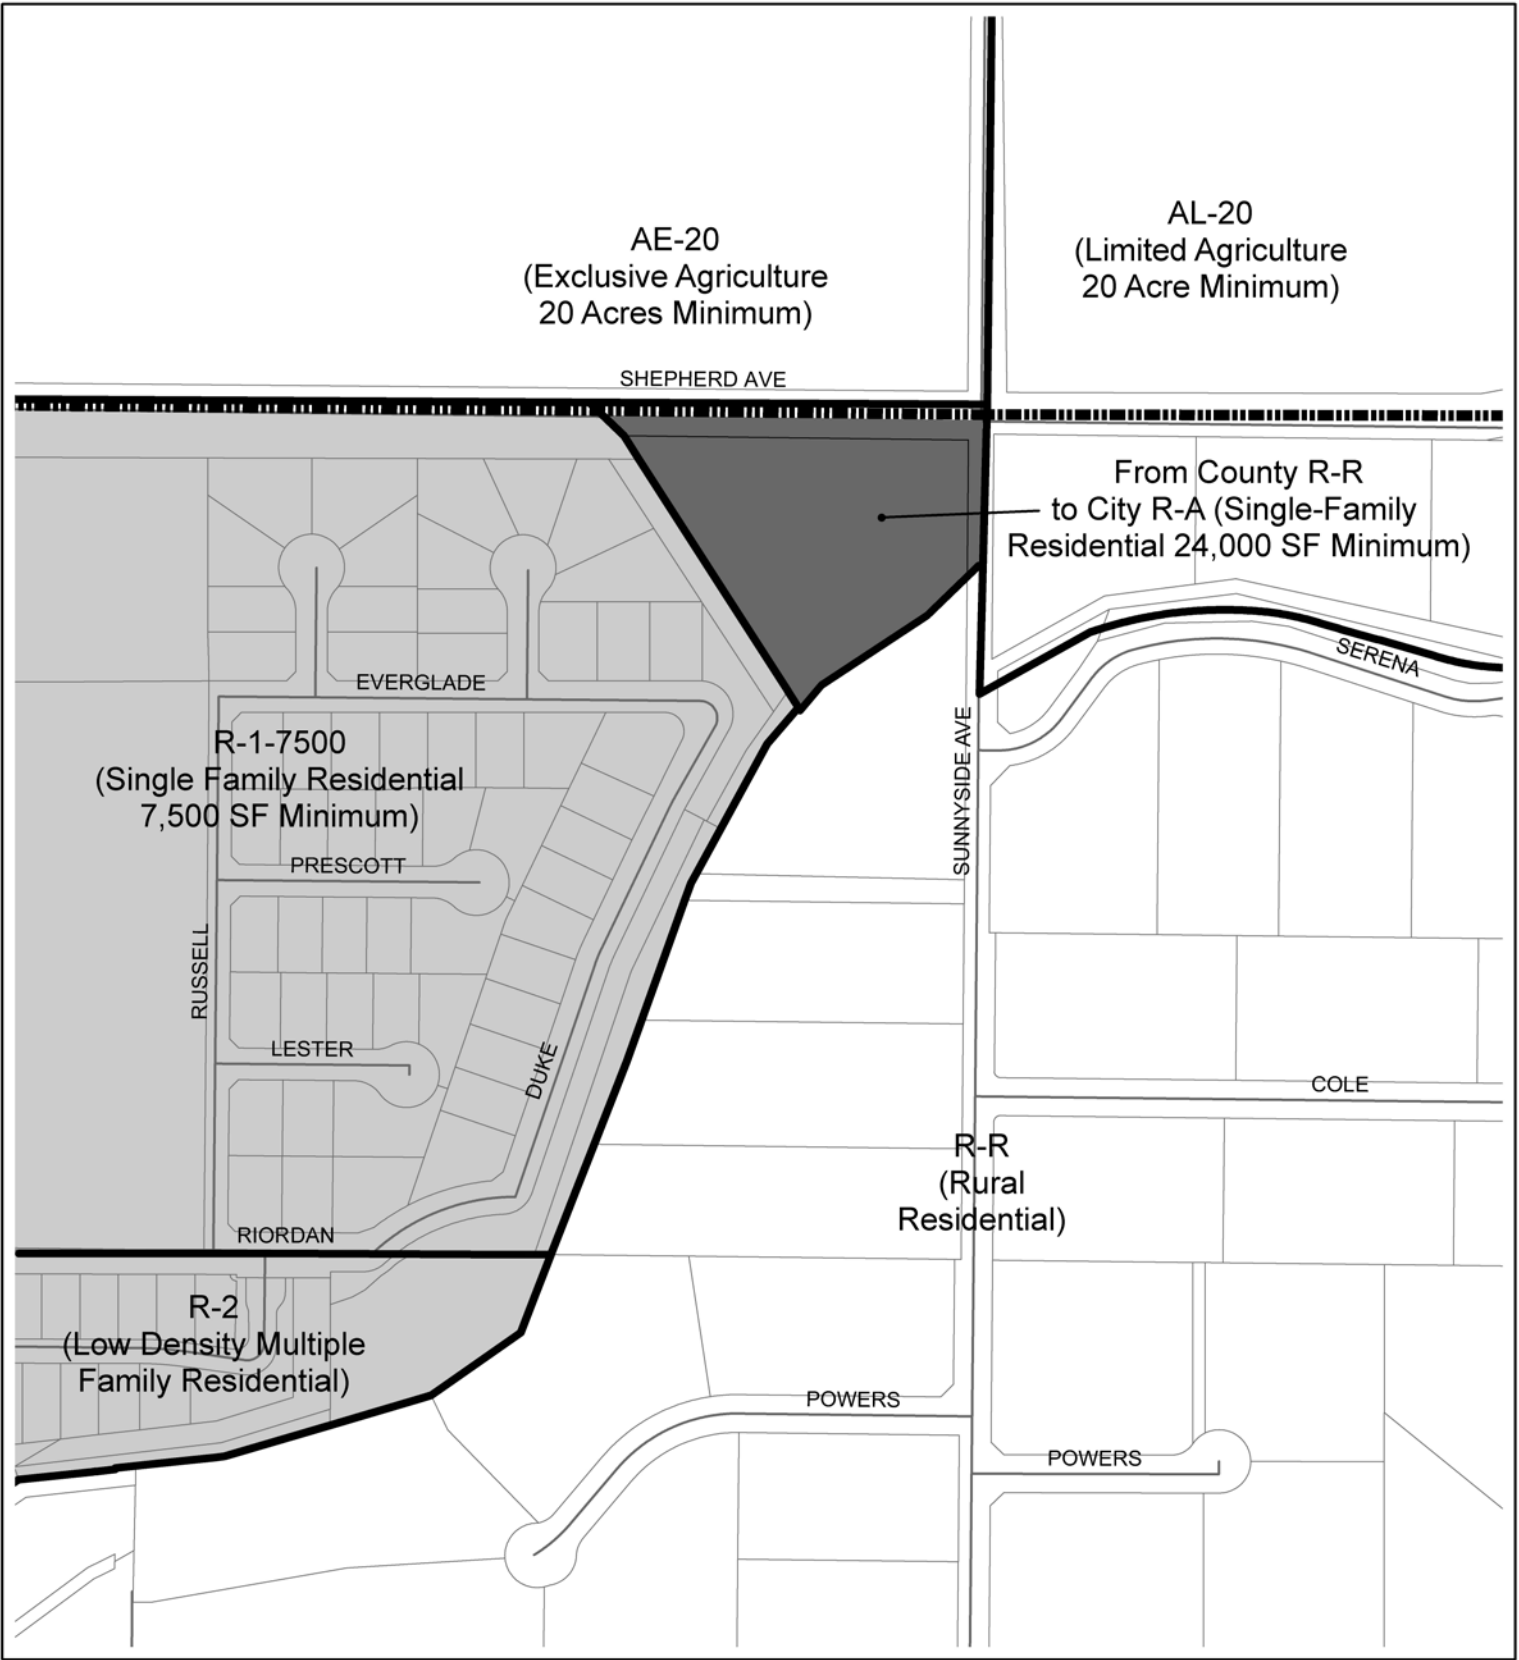 AE-20
(Exclusive Agriculture
20 Acres Minimum)
AL-20
(Limited Agriculture
20 Acre Minimum)
SHEPHERD AVE
From County R-R
to City R-A (Single-Family
Residential 24,000 SF Minimum)
SERENA
EVERGLADE
R-1-7500
(Single Family Residential
7,500 SF Minimum)
SUNNYSIDE AVE
PRESCOTT
RUSSELL
LESTER
DUKE
COLE
R-R
(Rural
Residential)
RIORDAN
R-2
(Low Density Multiple
Family Residential)
POWERS
POWERS